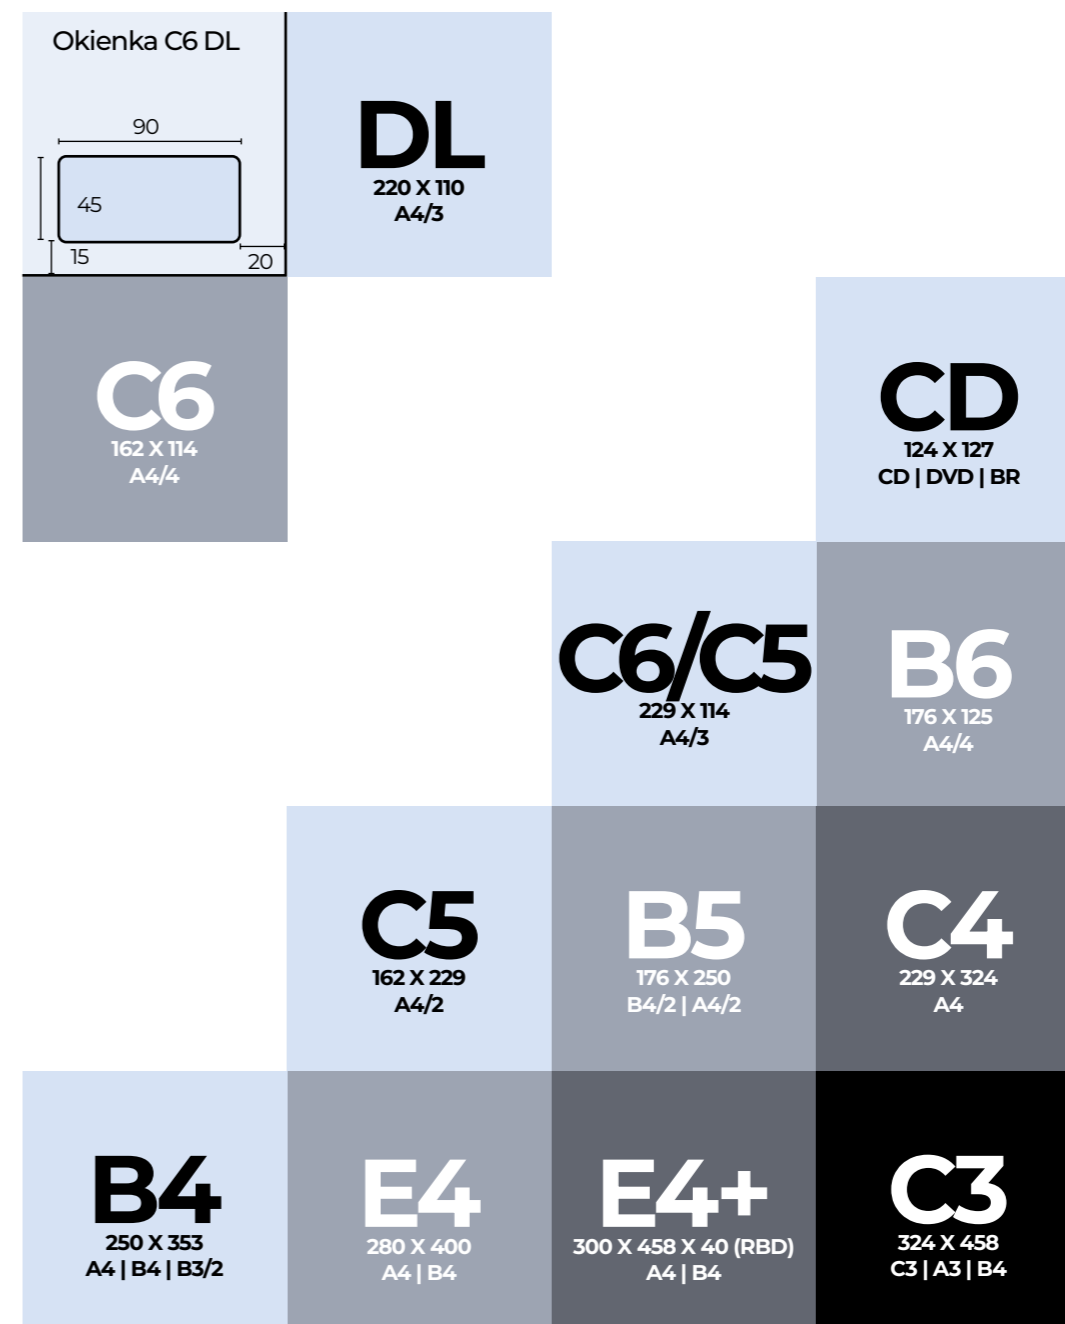 Okienka C6 DL
90
45
15
20
DL
220 X 110
A4/3
C6
162 X 114
A4/4
CD
124 X 127
CD | DVD | BR
C6/C5
229 X 114
A4/3
B6
176 X 125
A4/4
C5
162 X 229
A4/2
B5
176 X 250
B4/2 | A4/2
C4
229 X 324
A4
B4
250 X 353
A4 | B4 | B3/2
E4
280 X 400
A4 | B4
E4+
300 X 458 X 40 (RBD)
A4 | B4
C3
324 X 458
C3 | A3 | B4